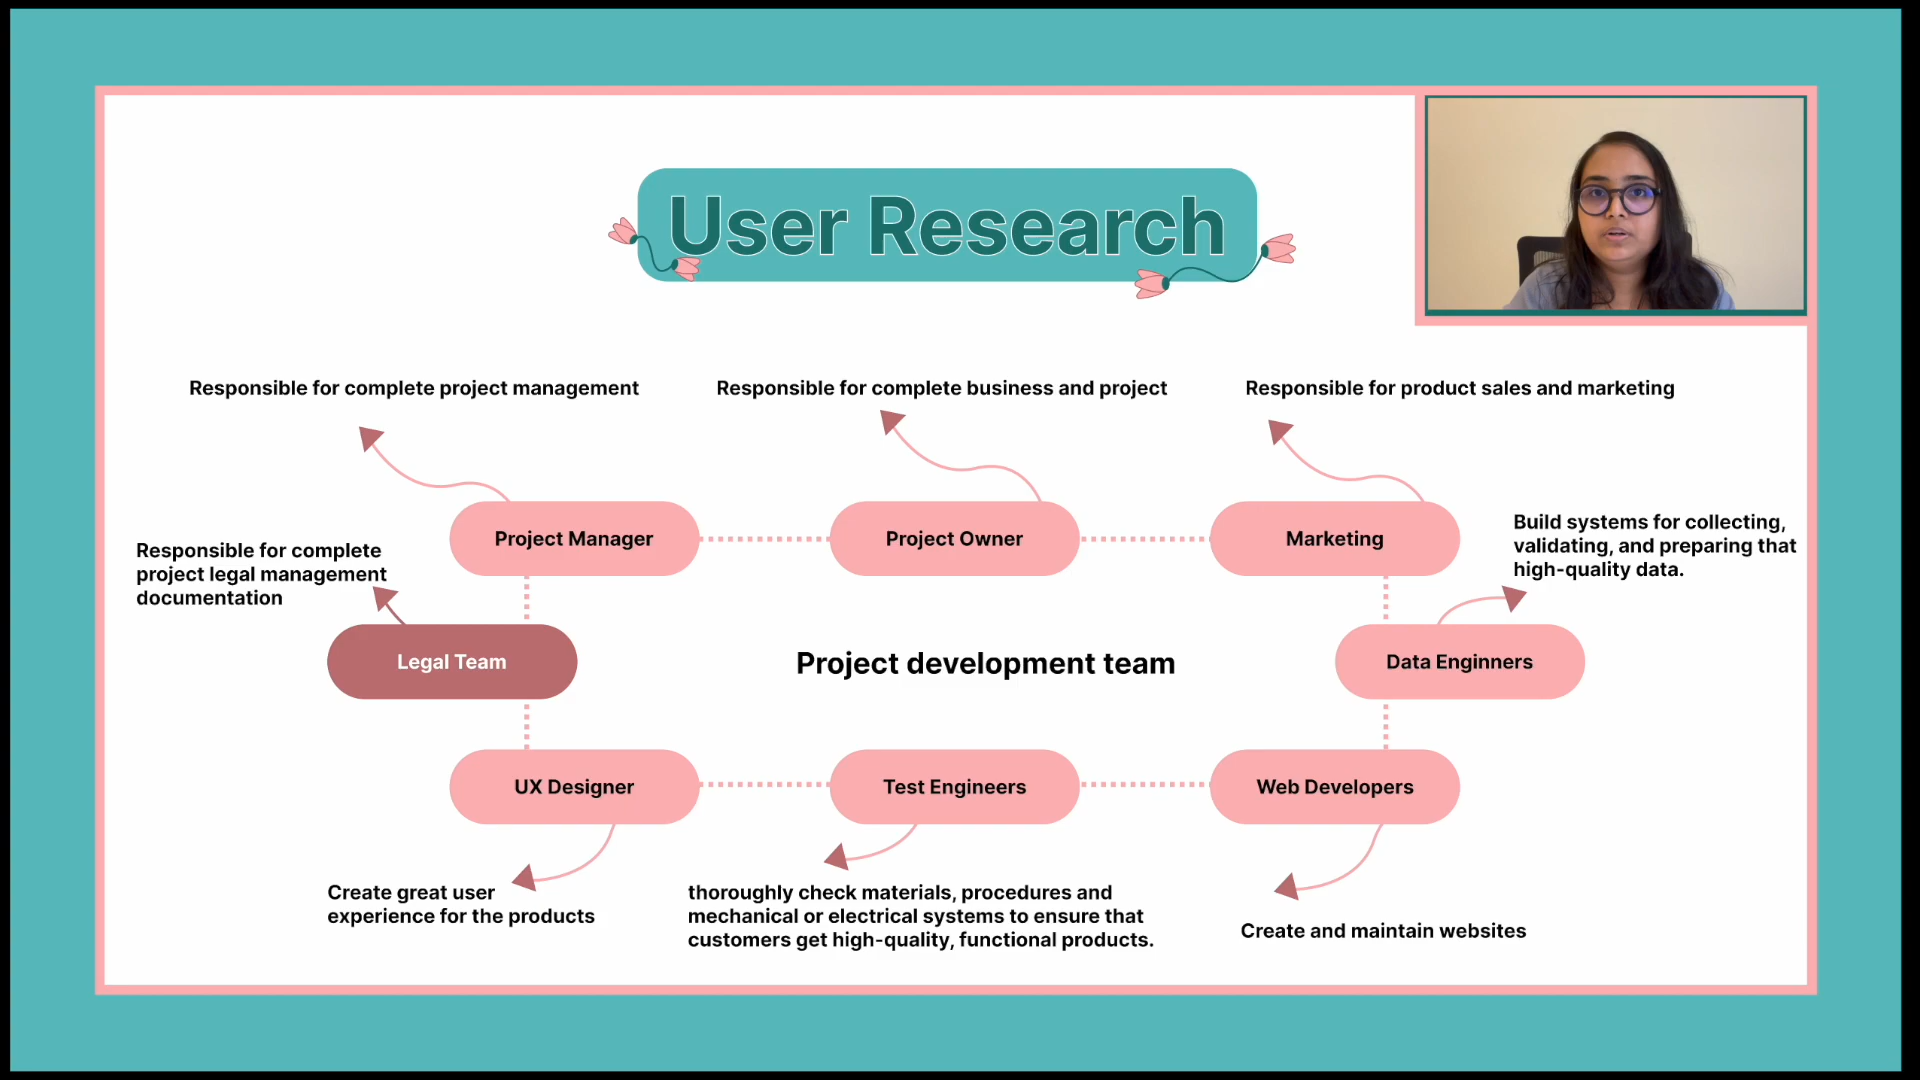 User Research
Responsible for complete project management
Responsible for complete business and project
Responsible for product sales and marketing
Project Manager
Project Owner
Marketing
Build systems for collecting,
validating, and preparing that
high-quality data.
Responsible for complete
project legal management
documentation
Legal Team
Project development team
Data Enginners
UX Designer
Test Engineers
Web Developers
Create great user
experience for the products
thoroughly check materials, procedures and
mechanical or electrical systems to ensure that
customers get high-quality, functional products.
Create and maintain websites